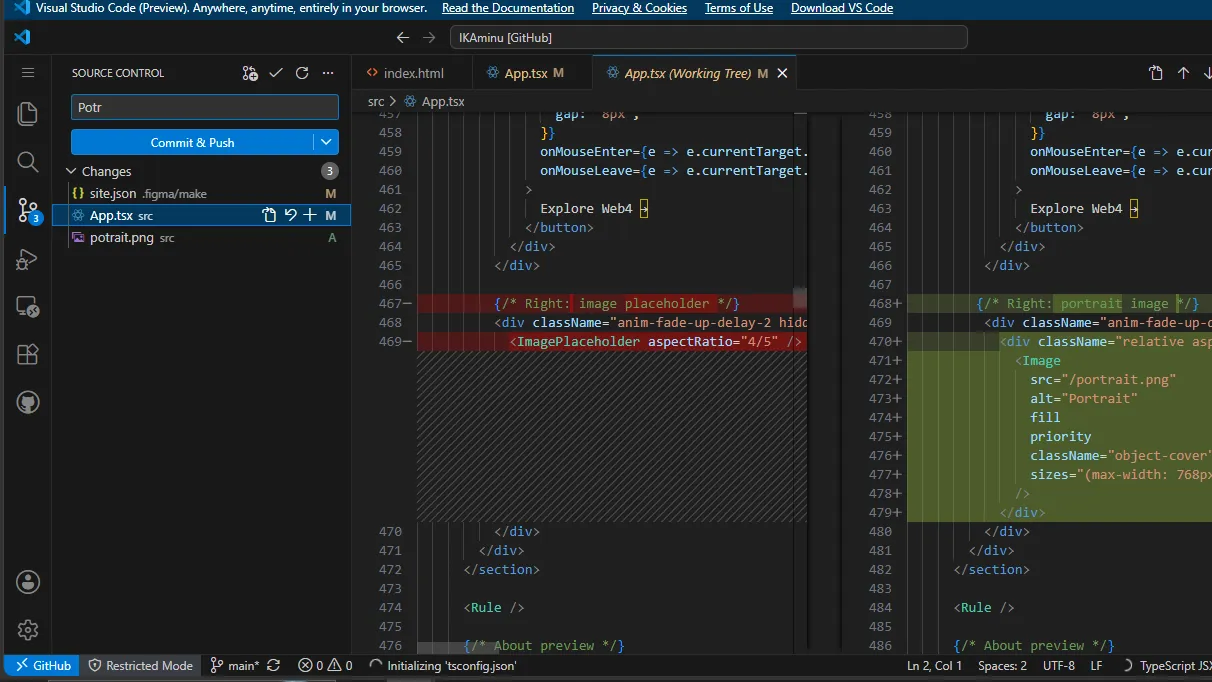 Visual Studio Code (Preview). Anywhere, anytime, entirely in your browser. Read the Documentation Privacy & Cookies Terms of Use Download VS Code
IKAminu [GitHub]
SOURCE CONTROL
Potr
Commit & Push
Changes 3
site.json .figma/make M
App.tsx src M
potrait.png src A
3
index.html
App.tsx M
App.tsx (Working Tree) M
src > App.tsx
457 gap: "8px",
458 }}
459 onMouseEnter={e => e.currentTarget.
460 onMouseLeave={e => e.currentTarget.
461 >
462 Explore Web4 →
463 </button>
464 </div>
465 </div>
466
467− {/* Right: image placeholder */}
468 <div className="anim-fade-up-delay-2 hidd
469− <ImagePlaceholder aspectRatio="4/5" />
470 </div>
471 </div>
472 </section>
473
474 <Rule />
475
476 {/* About preview */}
458 gap: "8px",
459 }}
460 onMouseEnter={e => e.cur
461 onMouseLeave={e => e.cur
462 >
463 Explore Web4 →
464 </button>
465 </div>
466 </div>
467
468+ {/* Right: portrait image */}
469 <div className="anim-fade-up-d
470+ <div className="relative asp
471+ <Image
472+ src="/portrait.png"
473+ alt="Portrait"
474+ fill
475+ priority
476+ className="object-cover"
477+ sizes="(max-width: 768px
478+ />
479+ </div>
480 </div>
481 </div>
482 </section>
483
484 <Rule />
485
486 {/* About preview */}
GitHub Restricted Mode main* 0 0 Initializing 'tsconfig.json' Ln 2, Col 1 Spaces: 2 UTF-8 LF TypeScript JSX